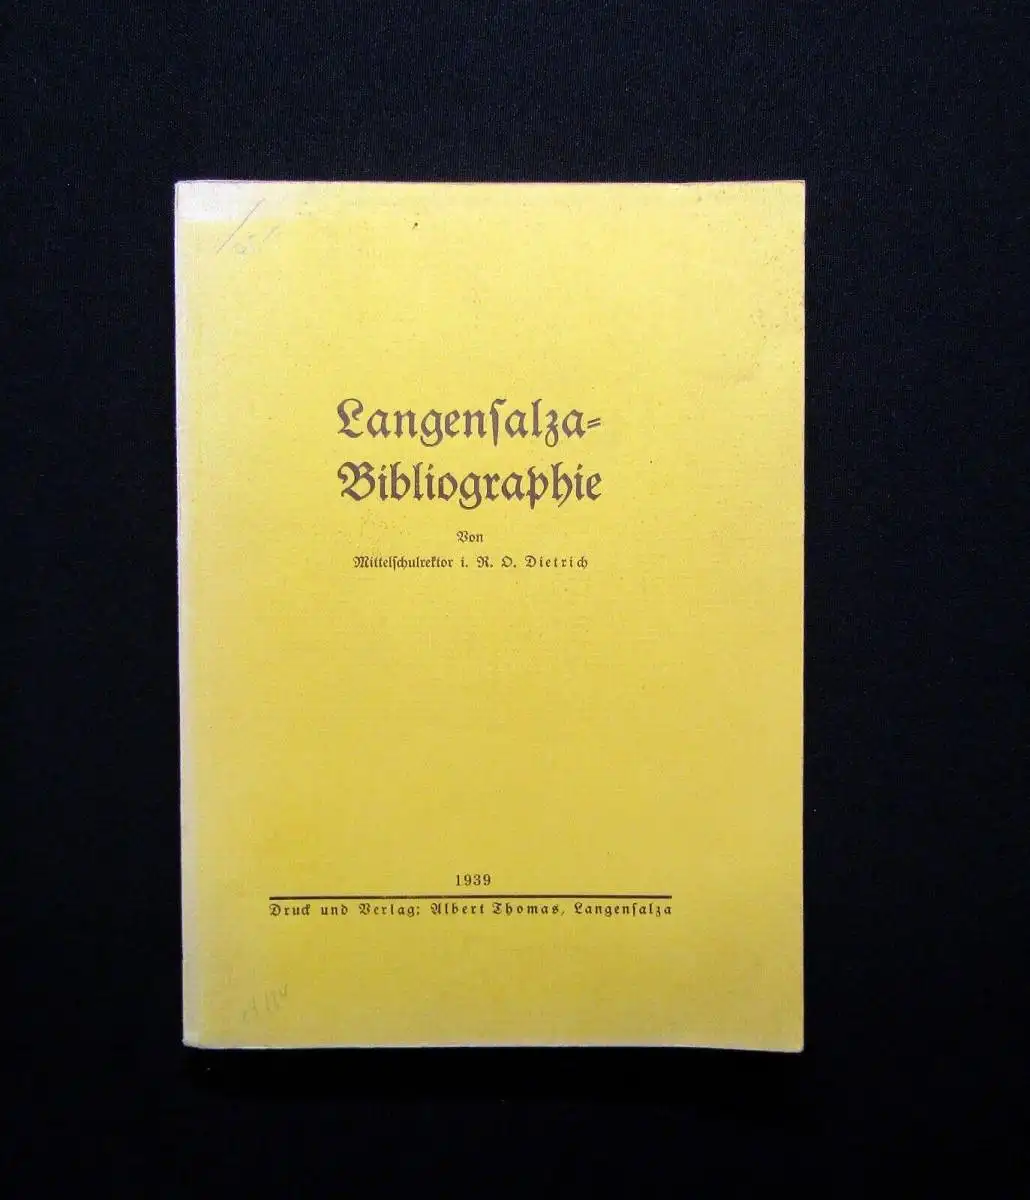 Langenſalza-
Bibliographie
Von
Mittelſchulrektor i. R. O. Dietrich
1939
Druck und Verlag: Albert Thomas, Langenſalza